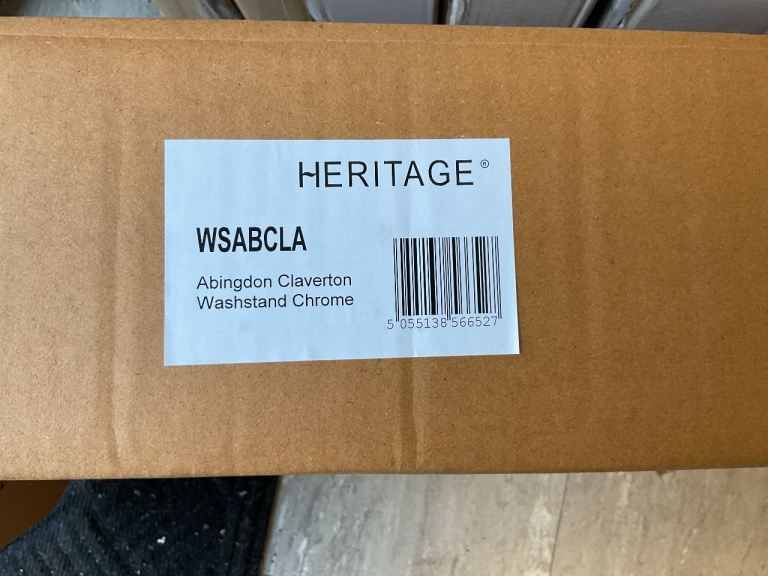 HERITAGE®
WSABCLA
Abingdon Claverton
Washstand Chrome
5 055138 566527